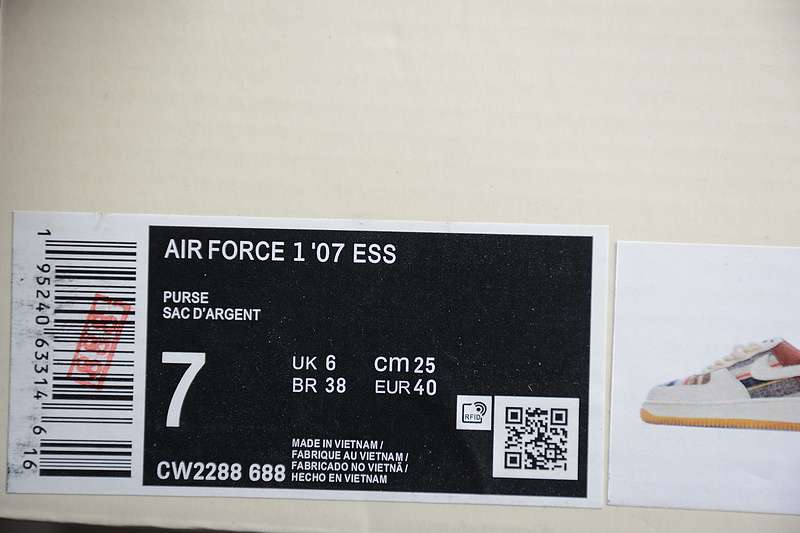 AIR FORCE 1 '07 ESS
PURSE
SAC D'ARGENT
7
UK 6
cm 25
BR 38
EUR 40
RFID
MADE IN VIETNAM /
FABRIQUE AU VIETNAM /
FABRICADO NO VIETNÃ /
HECHO EN VIETNAM
CW2288 688
1 95240 63314 6 16